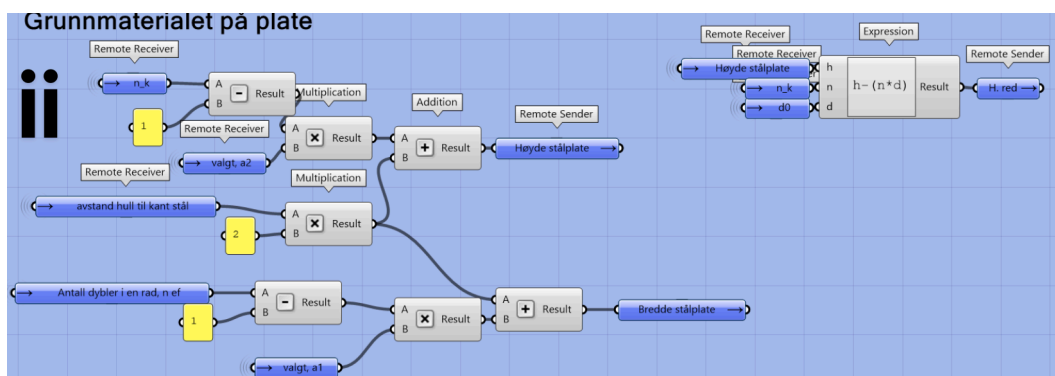 Grunnmaterialet på plate
ii
Remote Receiver
n_k
1
A
B
Result
Multiplication
Remote Receiver
valgt, a2
A
B
Result
Addition
A
B
Result
Remote Sender
Høyde stålplate
Remote Receiver
avstand hull til kant stål
2
Multiplication
A
B
Result
Antall dybler i en rad, n ef
1
A
B
Result
valgt, a1
A
B
Result
A
B
Result
Bredde stålplate
Remote Receiver
Remote Receiver
Høyde stålplate
n_k
d0
Expression
h
n
d
h-(n*d)
Result
Remote Sender
H. red